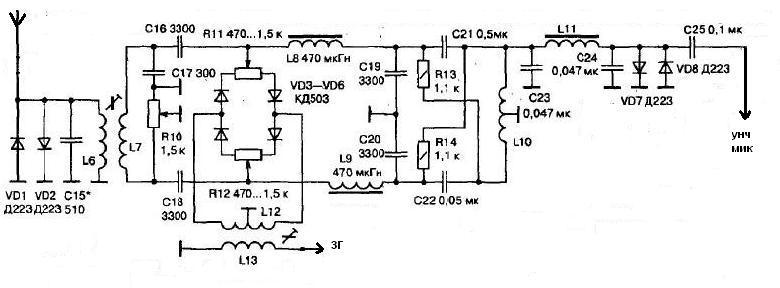 C16 3300
R11 470...1,5 к
L8 470 мкГн
C19
3300
C21 0,5мк
L11
C25 0,1 мк
C17 300
VD3—VD6
КД503
R13
1,1 к
C24
0,047 мк
VD8 Д223
VD7 Д223
C23
0,047 мк
R10
1,5к
L6
L7
C20
3300
R14
1,1 к
L10
L9
470 мкГн
унч
мик
VD1
Д223
VD2
Д223
C15*
510
C18
3300
R12 470...1,5 к
C22 0,05 мк
L12
L13
ЗГ